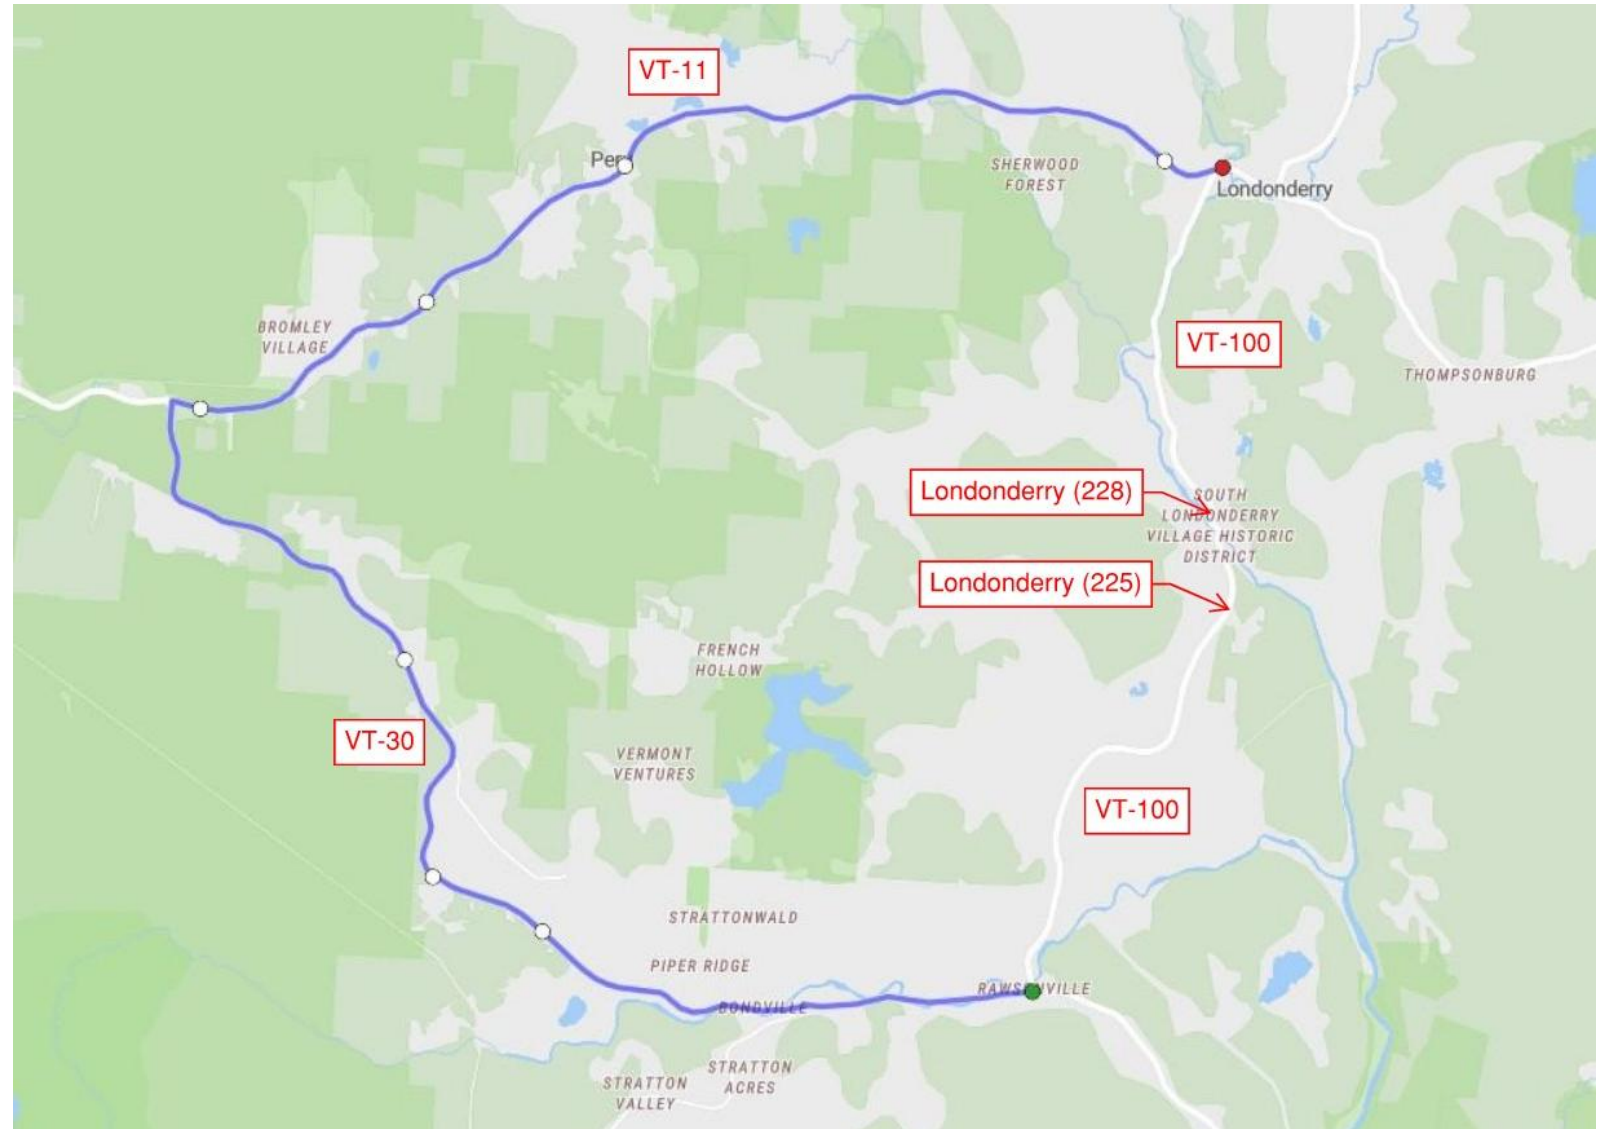 VT-11
Per
SHERWOOD
FOREST
Londonderry
BROMLEY
VILLAGE
VT-100
THOMPSONBURG
Londonderry (228)
SOUTH
LONDONDERRY
VILLAGE HISTORIC
DISTRICT
Londonderry (225)
FRENCH
HOLLOW
VT-30
VERMONT
VENTURES
VT-100
STRATTONWALD
PIPER RIDGE
RAWSONVILLE
BONDVILLE
STRATTON
ACRES
STRATTON
VALLEY